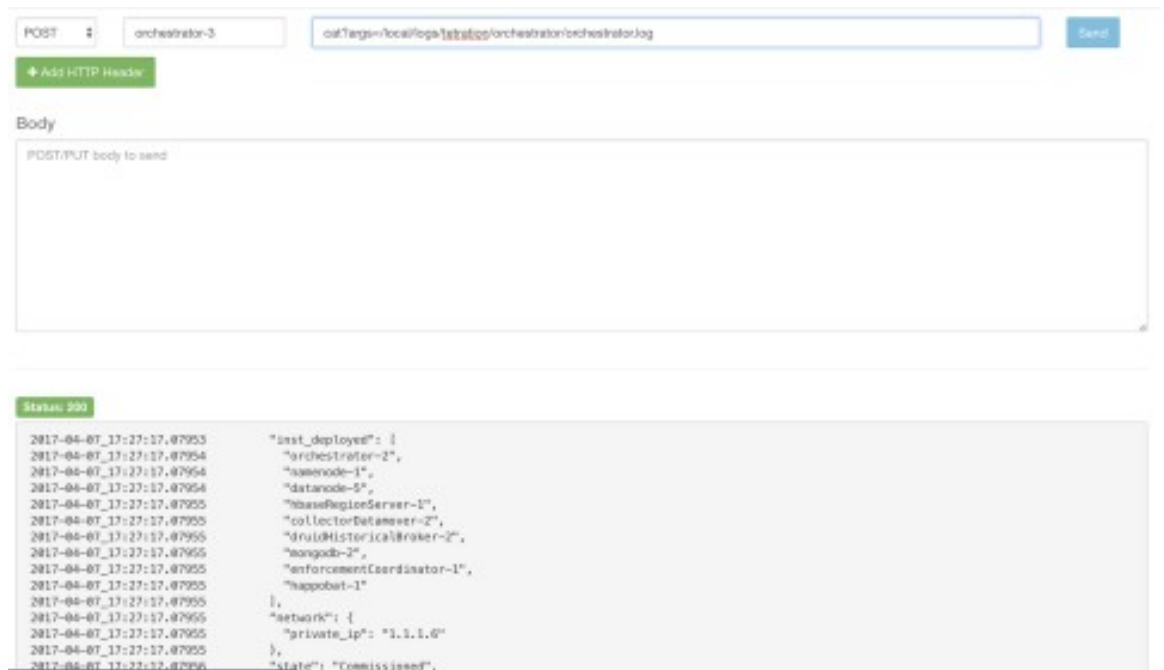 POST orchestrator-3 cat?args=/local/logs/tetration/orchestrator/orchestrator.log Send
+ Add HTTP Header
Body
POST/PUT body to send
Status: 200
2017-04-07_17:27:17.07953 "inst_deployed": [
2017-04-07_17:27:17.07954 "orchestrator-2",
2017-04-07_17:27:17.07954 "namenode-1",
2017-04-07_17:27:17.07954 "datanode-5",
2017-04-07_17:27:17.07955 "hbaseRegionServer-1",
2017-04-07_17:27:17.07955 "collectorDatamover-2",
2017-04-07_17:27:17.07955 "druidHistoricalBroker-2",
2017-04-07_17:27:17.07955 "mongodb-2",
2017-04-07_17:27:17.07955 "enforcementCoordinator-1",
2017-04-07_17:27:17.07955 "happobat-1"
2017-04-07_17:27:17.07955 ],
2017-04-07_17:27:17.07955 "network": {
2017-04-07_17:27:17.07955 "private_ip": "1.1.1.6"
2017-04-07_17:27:17.07955 },
2017-04-07_17:27:17.07956 "state": "Commissioned",